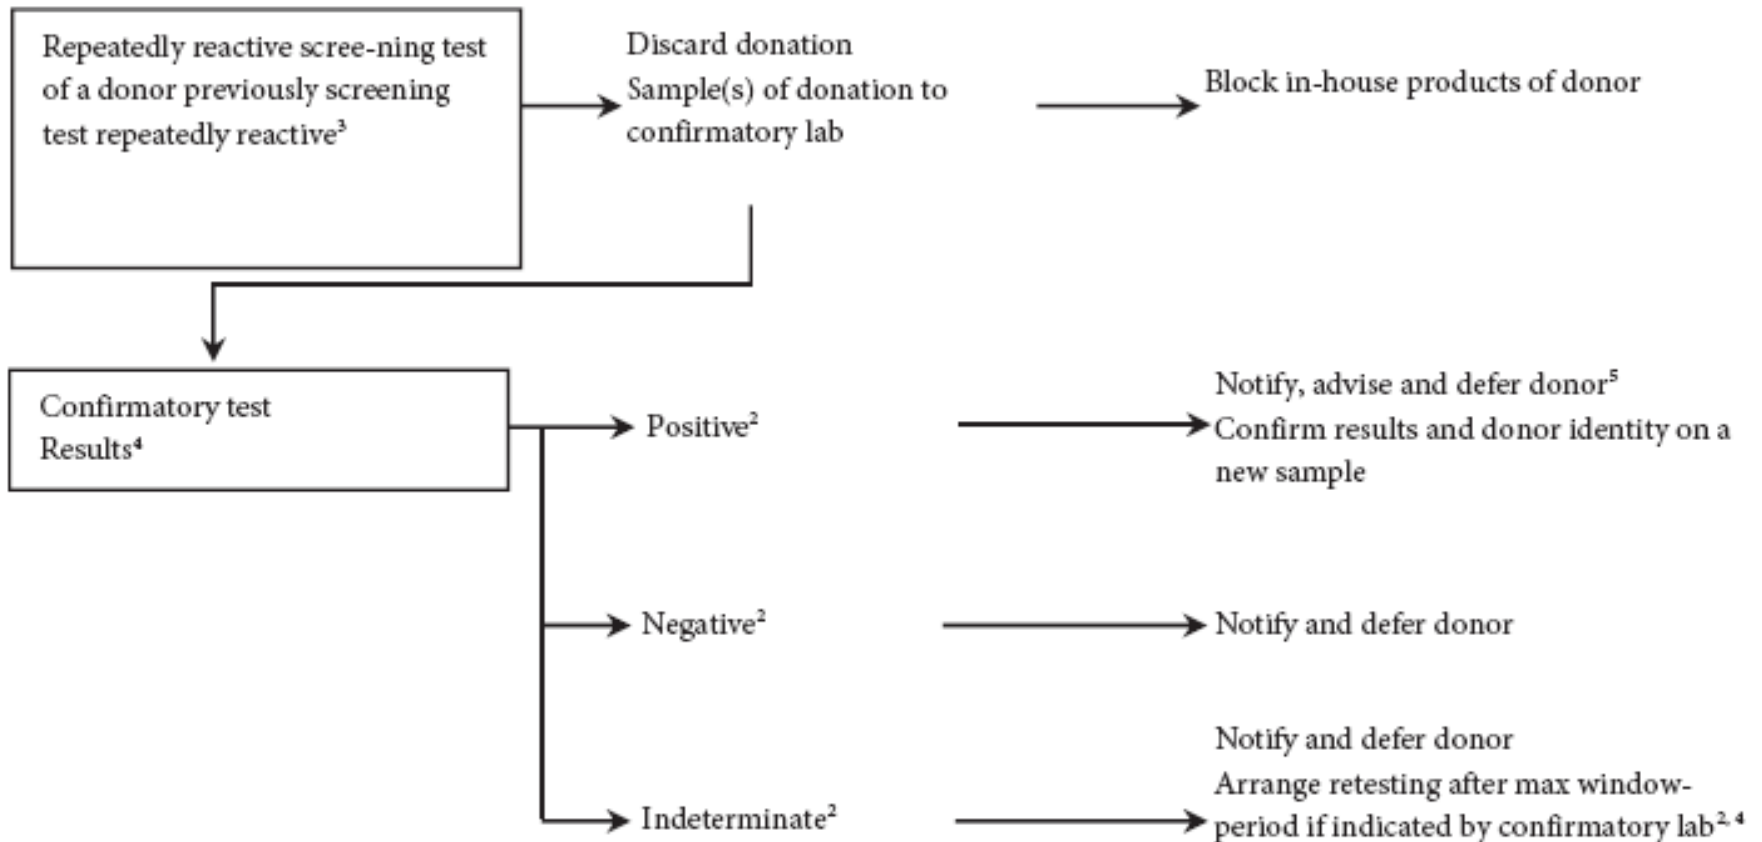 Repeatedly reactive scree-ning test
of a donor previously screening
test repeatedly reactive³
Discard donation
Sample(s) of donation to
confirmatory lab
Block in-house products of donor
Confirmatory test
Results⁴
Positive²
Notify, advise and defer donor⁵
Confirm results and donor identity on a
new sample
Negative²
Notify and defer donor
Indeterminate²
Notify and defer donor
Arrange retesting after max window-
period if indicated by confirmatory lab²,⁴